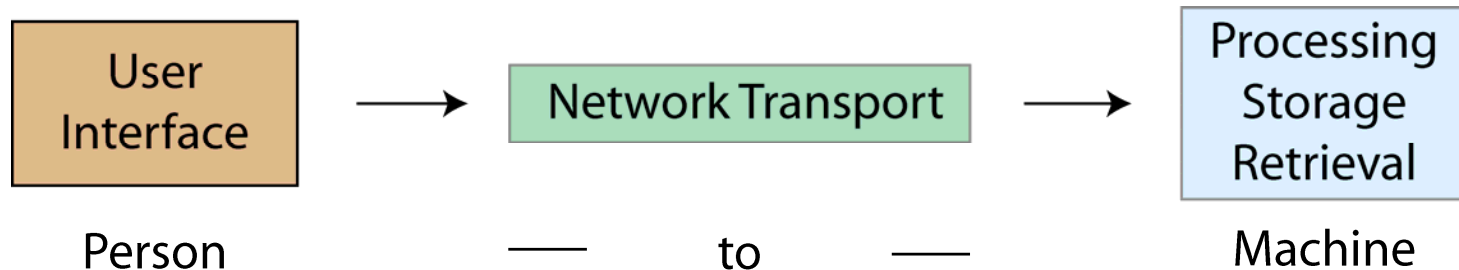 User
Interface
Network Transport
Processing
Storage
Retrieval
Person
to
Machine